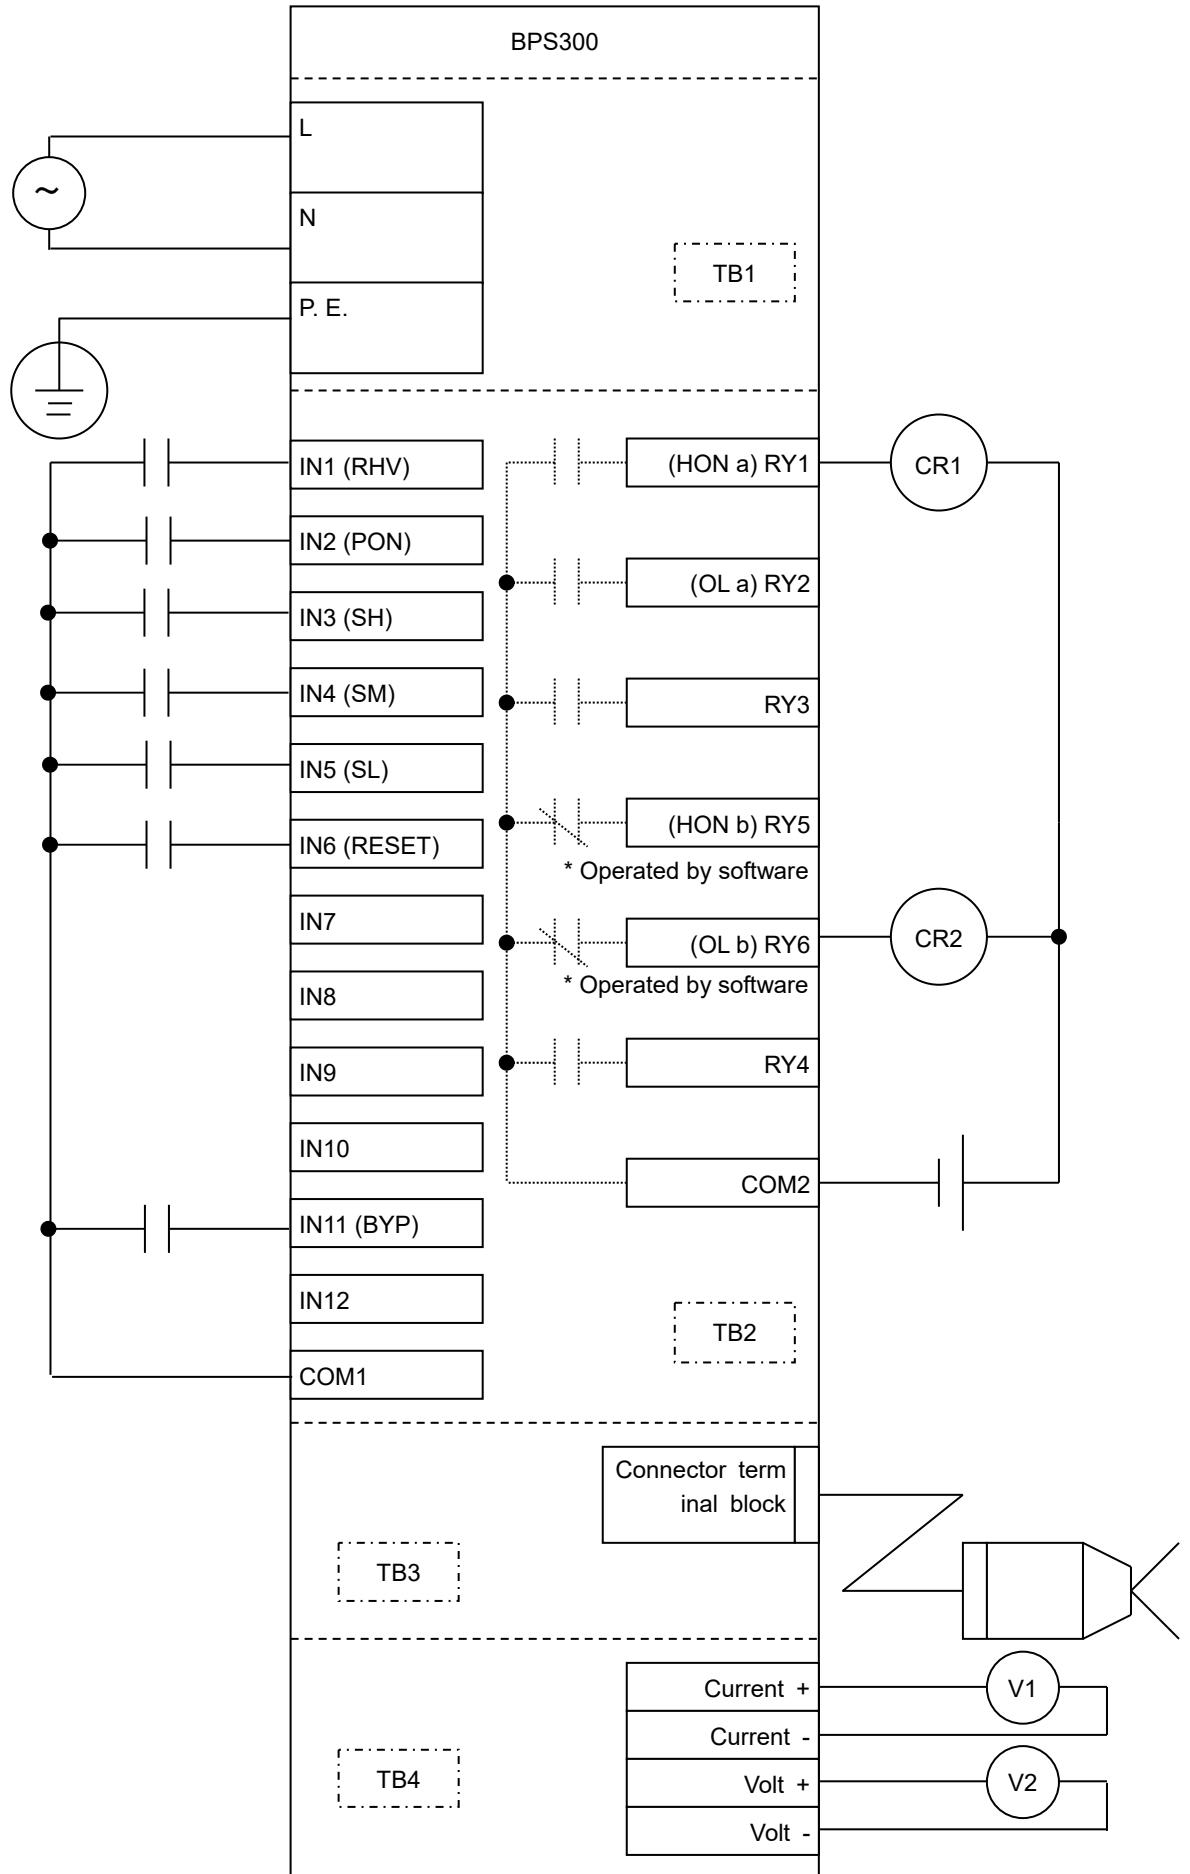 BPS300
L
~
N
TB1
P. E.
IN1 (RHV)
(HON a) RY1
CR1
IN2 (PON)
(OL a) RY2
IN3 (SH)
IN4 (SM)
RY3
IN5 (SL)
(HON b) RY5
IN6 (RESET)
* Operated by software
IN7
(OL b) RY6
CR2
* Operated by software
IN8
IN9
RY4
IN10
COM2
IN11 (BYP)
IN12
TB2
COM1
Connector term
inal block
TB3
Current +
V1
Current -
TB4
Volt +
V2
Volt -